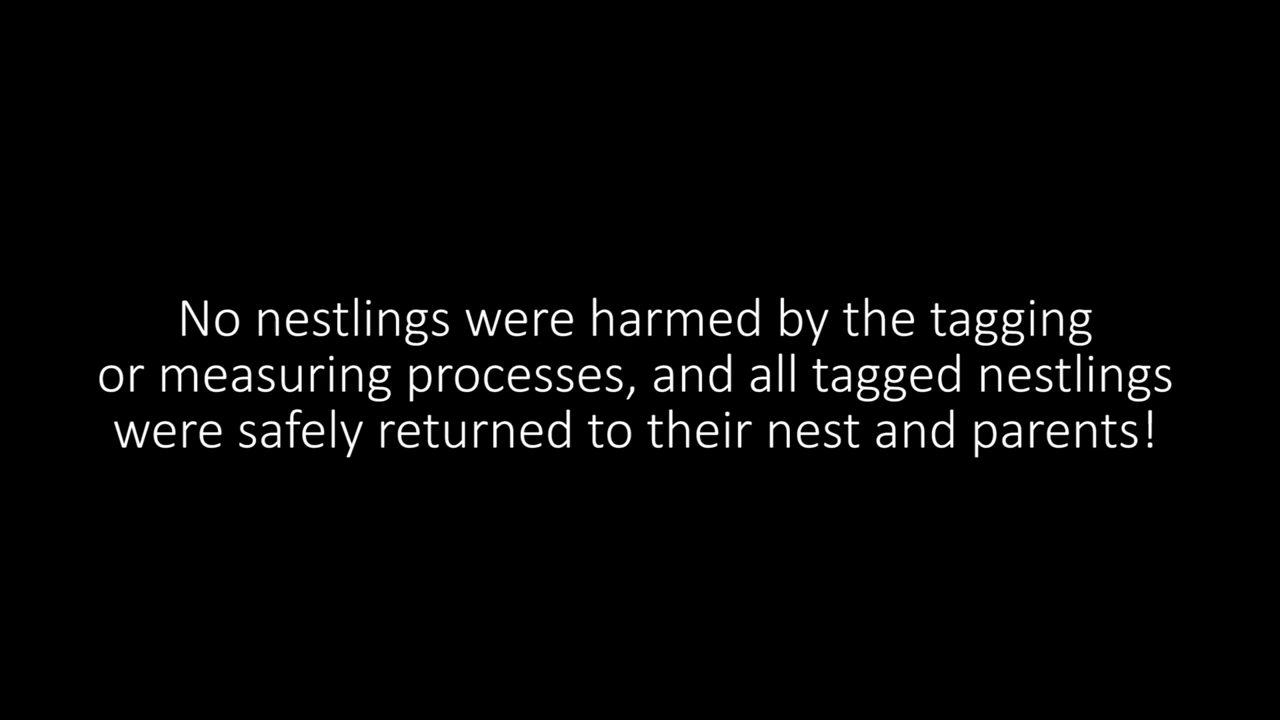 No nestlings were harmed by the tagging
or measuring processes, and all tagged nestlings
were safely returned to their nest and parents!